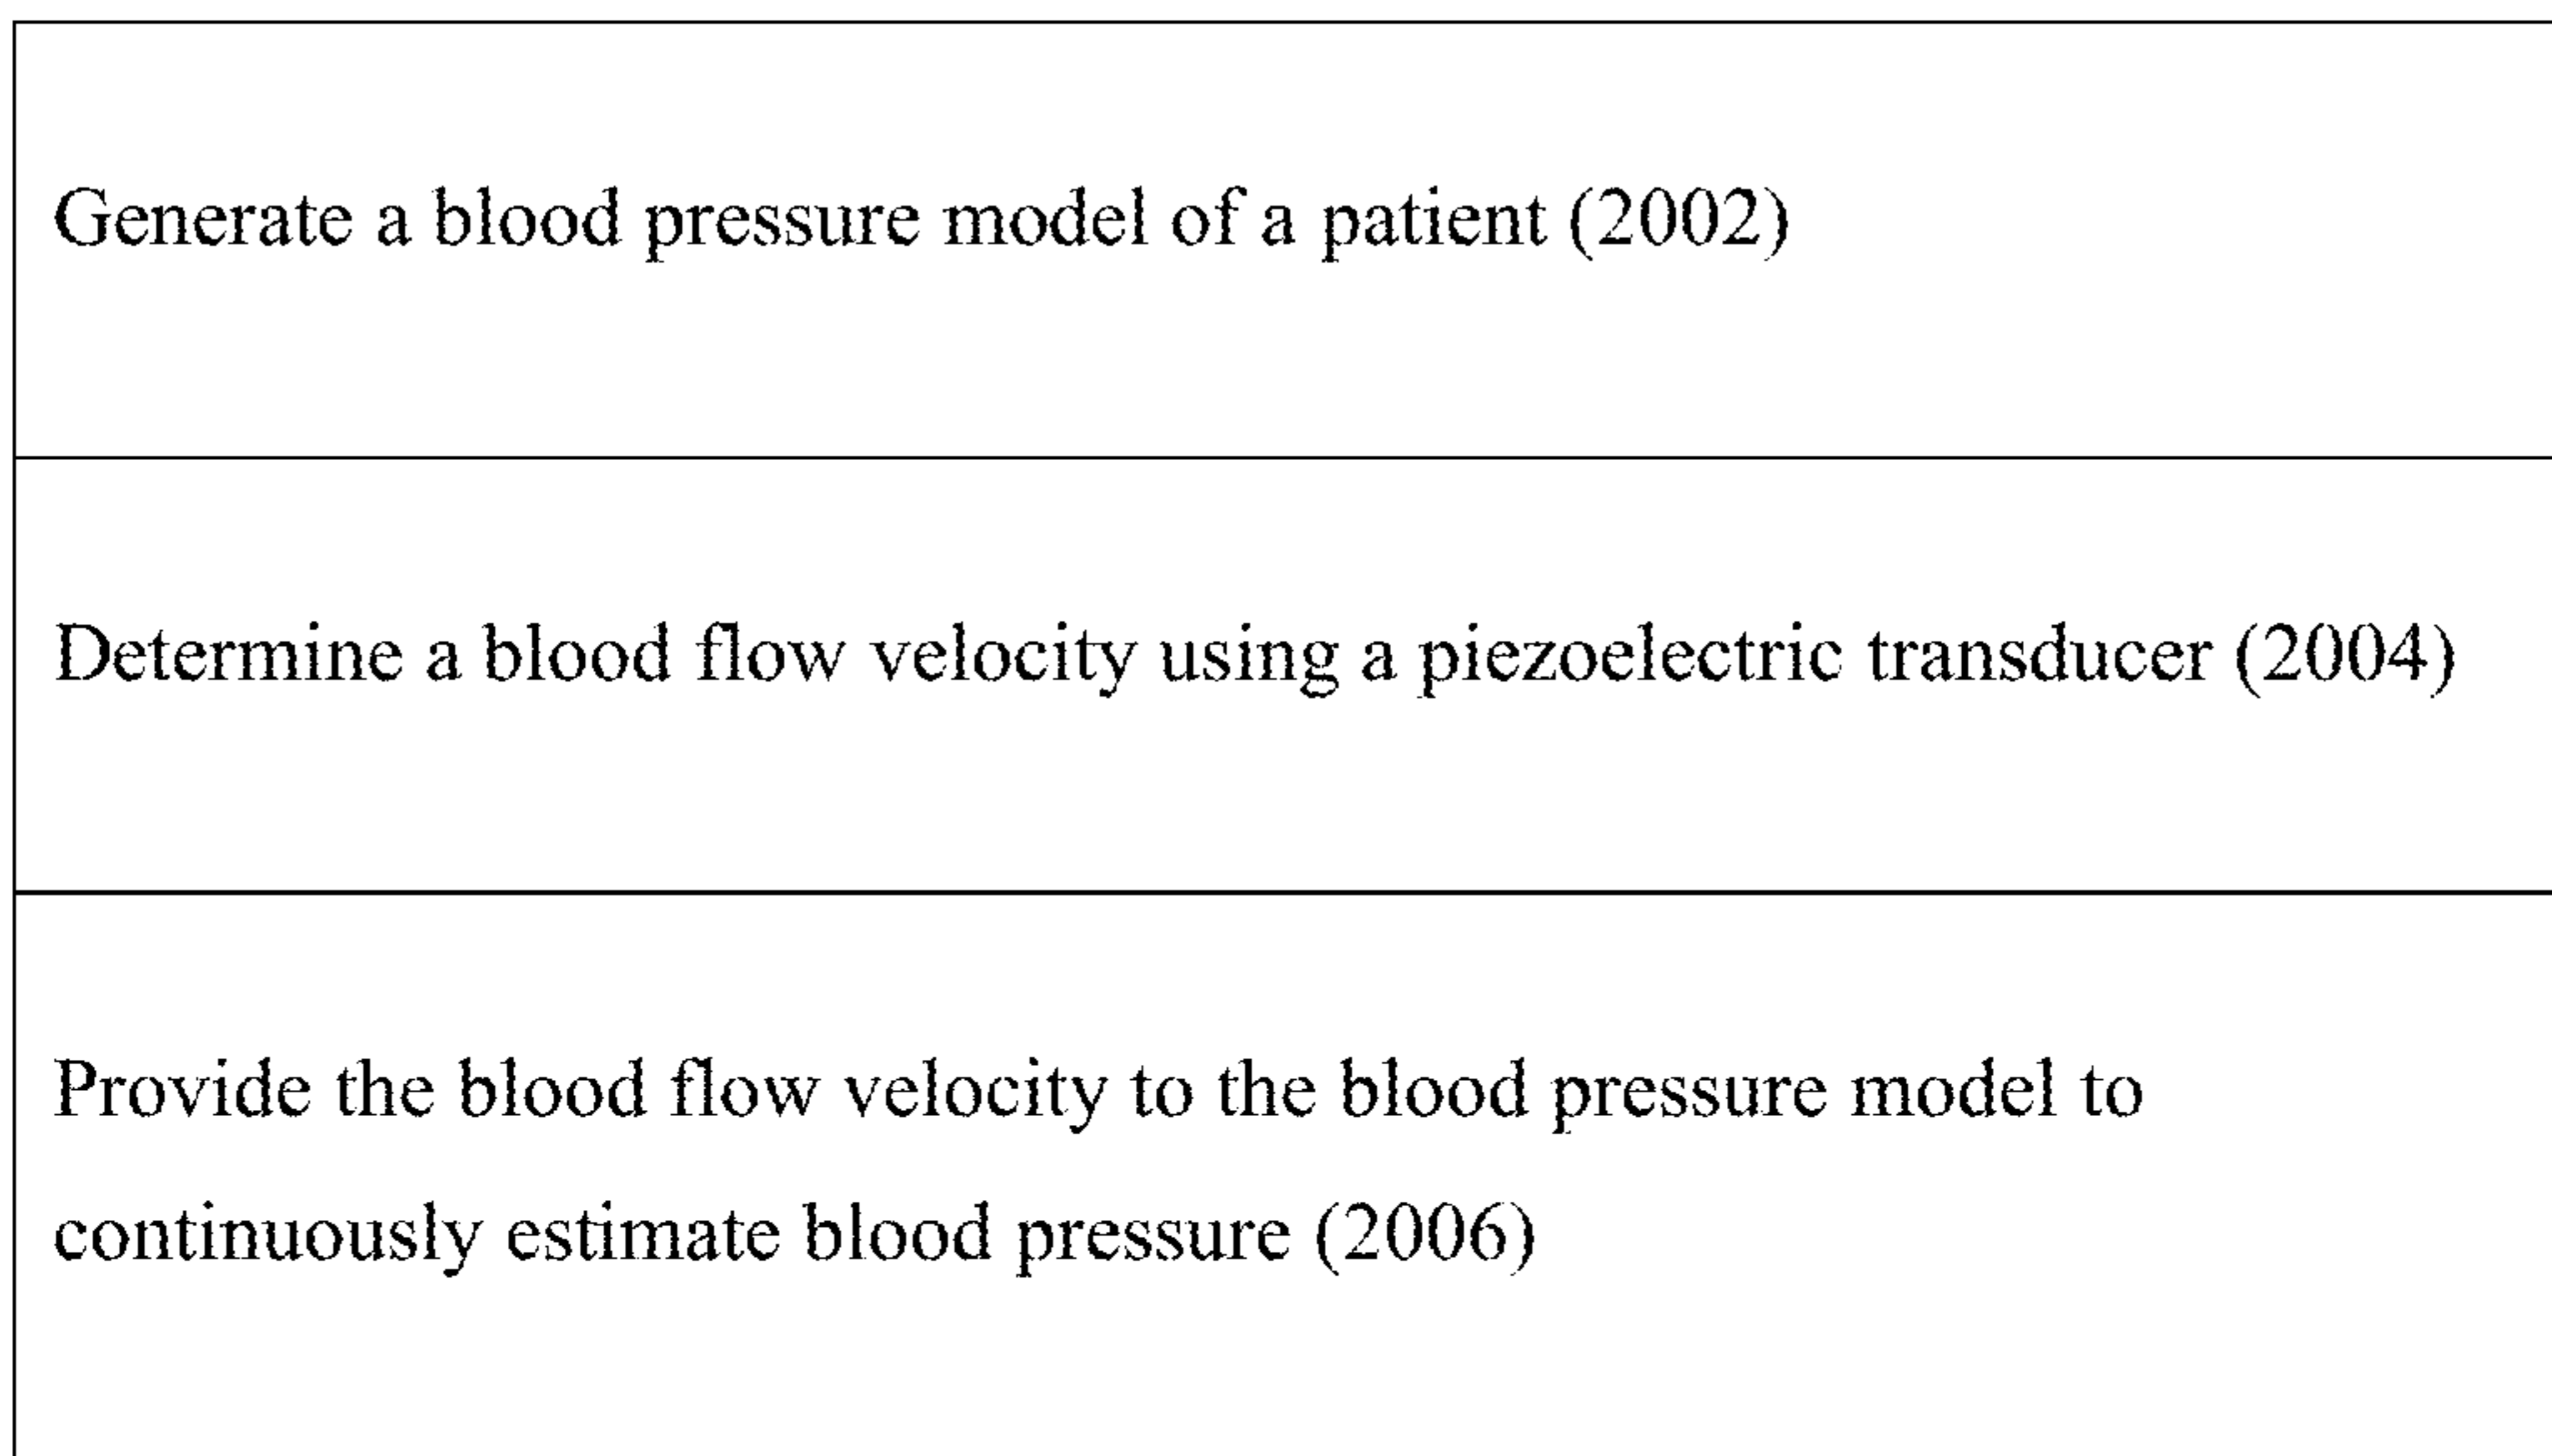 Generate a blood pressure model of a patient (2002)
Determine a blood flow velocity using a piezoelectric transducer (2004)
Provide the blood flow velocity to the blood pressure model to
continuously estimate blood pressure (2006)